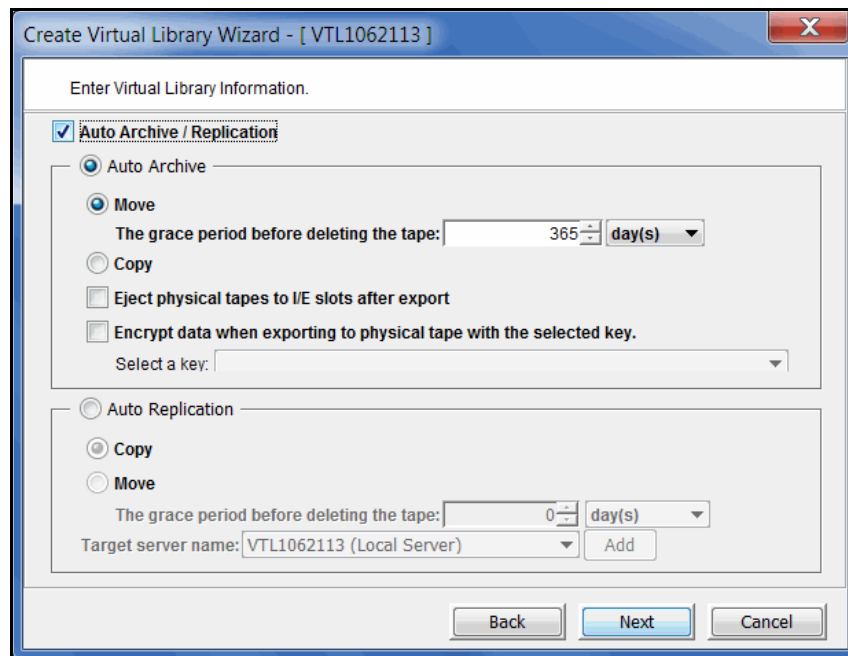 Create Virtual Library Wizard - [ VTL1062113 ]
Enter Virtual Library Information.
Auto Archive / Replication
Auto Archive
Move
The grace period before deleting the tape: 365 day(s)
Copy
Eject physical tapes to I/E slots after export
Encrypt data when exporting to physical tape with the selected key.
Select a key:
Auto Replication
Copy
Move
The grace period before deleting the tape: 0 day(s)
Target server name: VTL1062113 (Local Server) Add
Back Next Cancel